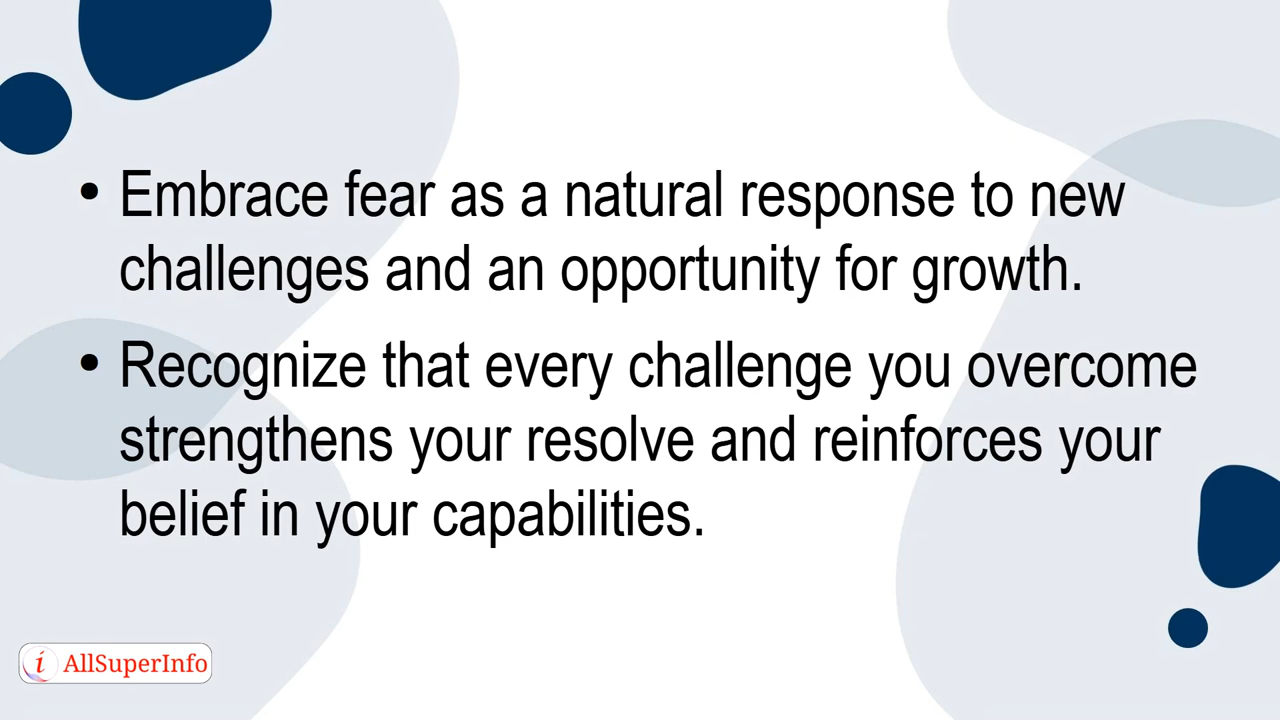 • Embrace fear as a natural response to new
challenges and an opportunity for growth.
• Recognize that every challenge you overcome
strengthens your resolve and reinforces your
belief in your capabilities.
i AllSuperInfo